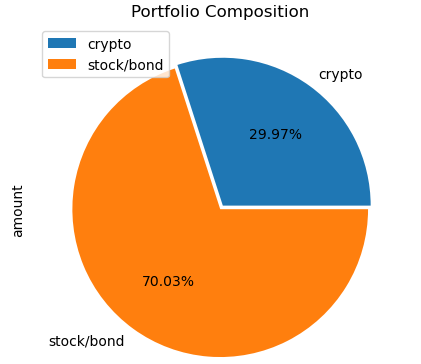 Portfolio Composition
crypto
stock/bond
crypto
29.97%
amount
70.03%
stock/bond